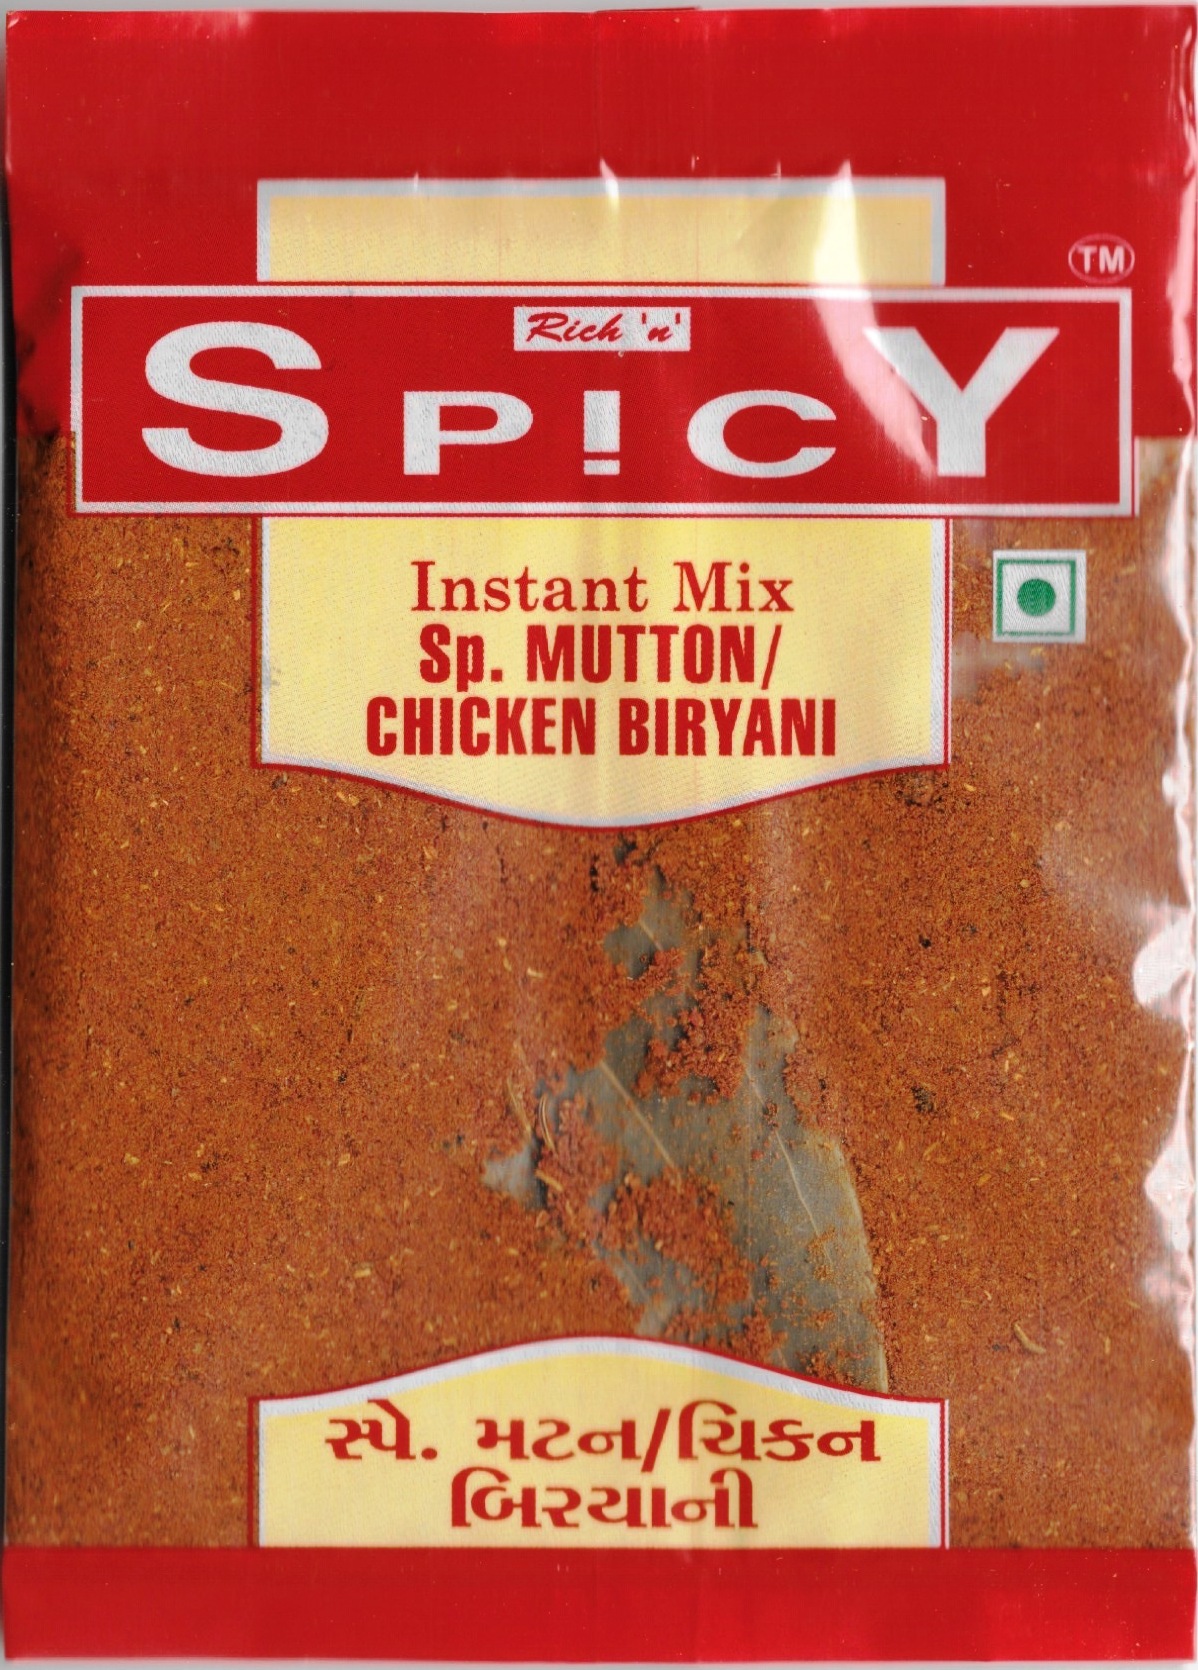 TM
Rich 'n'
SP!CY
Instant Mix
Sp. MUTTON/
CHICKEN BIRYANI
સ્પે. મટન/ચિકન
બિરયાની